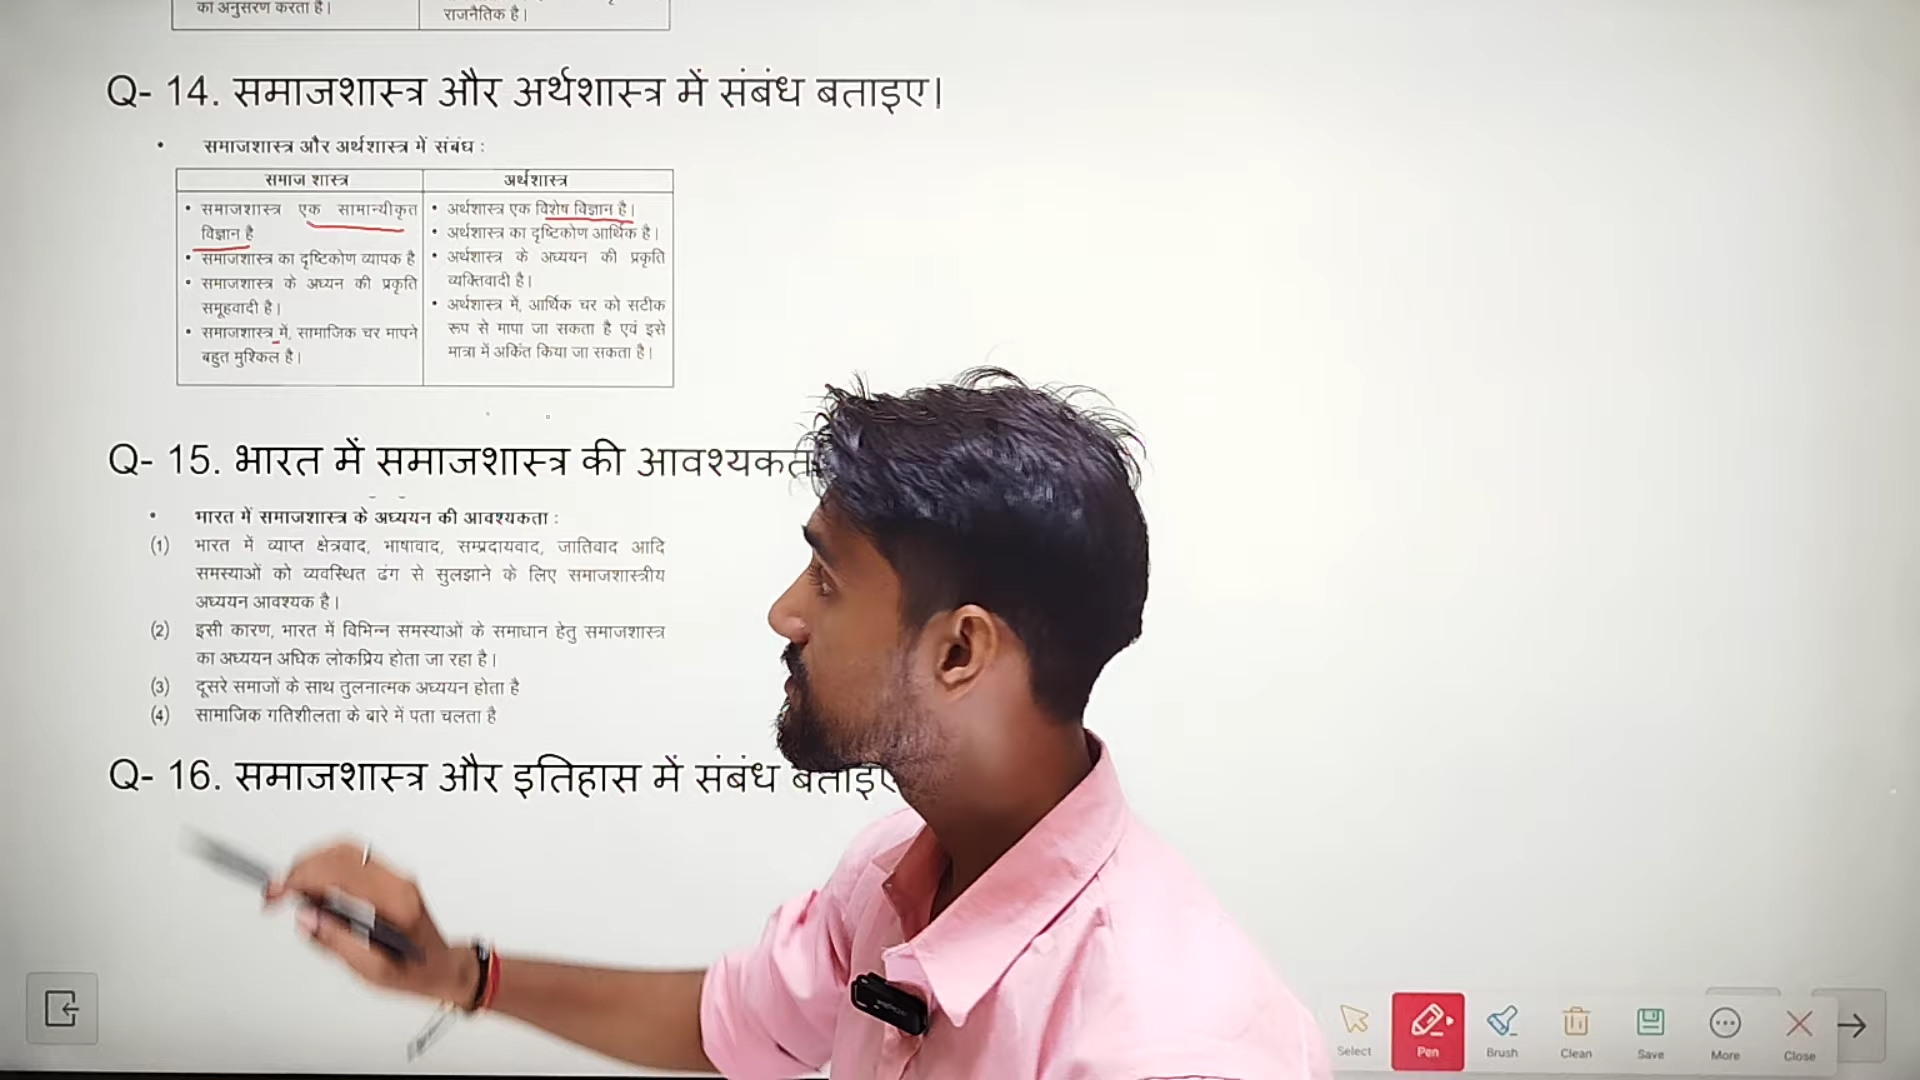 का अनुसरण करता है।
राजनैतिक है।
Q- 14. समाजशास्त्र और अर्थशास्त्र में संबंध बताइए।
• समाजशास्त्र और अर्थशास्त्र में संबंध :
समाज शास्त्र
• समाजशास्त्र एक सामान्यीकृत
विज्ञान है
• समाजशास्त्र का दृष्टिकोण व्यापक है
• समाजशास्त्र के अध्यन की प्रकृति
समूहवादी है।
• समाजशास्त्र में, सामाजिक चर मापने
बहुत मुश्किल है।
अर्थशास्त्र
• अर्थशास्त्र एक विशेष विज्ञान है।
• अर्थशास्त्र का दृष्टिकोण आर्थिक है।
• अर्थशास्त्र के अध्ययन की प्रकृति
व्यक्तिवादी है।
• अर्थशास्त्र में, आर्थिक चर को सटीक
रूप से मापा जा सकता है एवं इसे
मात्रा में अकिंत किया जा सकता है।
Q- 15. भारत में समाजशास्त्र की
• भारत में समाजशास्त्र के अध्ययन की आवश्यकता :
(1) भारत में व्याप्त क्षेत्रवाद, भाषावाद, सम्प्रदायवाद, जातिवाद आदि
समस्याओं को व्यवस्थित ढंग से सुलझाने के लिए समाजशास्त्रीय
अध्ययन आवश्यक है।
(2) इसी कारण, भारत में विभिन्न समस्याओं के समाधान हेतु समाजशास्त्र
का अध्ययन अधिक लोकप्रिय होता जा रहा है।
(3) दूसरे समाजों के साथ तुलनात्मक अध्ययन होता है
(4) सामाजिक गतिशीलता के बारे में पता चलता है
Q- 16. समाजशास्त्र और इतिहास में संबंध
Select
Pen
Brush
Clean
Save
More
Close